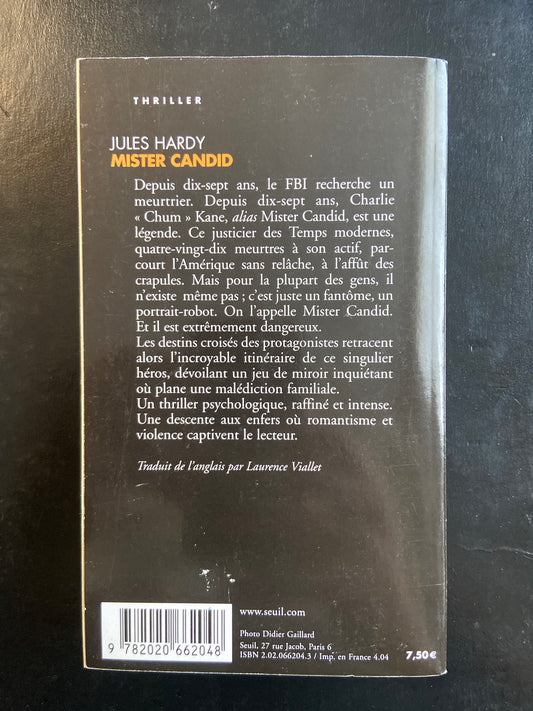 THRILLER
JULES HARDY
MISTER CANDID
Depuis dix-sept ans, le FBI recherche un
meurtrier. Depuis dix-sept ans, Charlie
« Chum » Kane, alias Mister Candid, est une
légende. Ce justicier des Temps modernes,
quatre-vingt-dix meurtres à son actif, par-
court l'Amérique sans relâche, à l'affût des
crapules. Mais pour la plupart des gens, il
n'existe même pas ; c'est juste un fantôme, un
portrait-robot. On l'appelle Mister Candid.
Et il est extrêmement dangereux.
Les destins croisés des protagonistes retracent
alors l'incroyable itinéraire de ce singulier
héros, dévoilant un jeu de miroir inquiétant
où plane une malédiction familiale.
Un thriller psychologique, raffiné et intense.
Une descente aux enfers où romantisme et
violence captivent le lecteur.
Traduit de l'anglais par Laurence Viallet
www.seuil.com
Photo Didier Gaillard
Seuil, 27 rue Jacob, Paris 6
ISBN 2.02.066204.3 / Imp. en France 4.04
7,50€
9 782020 662048